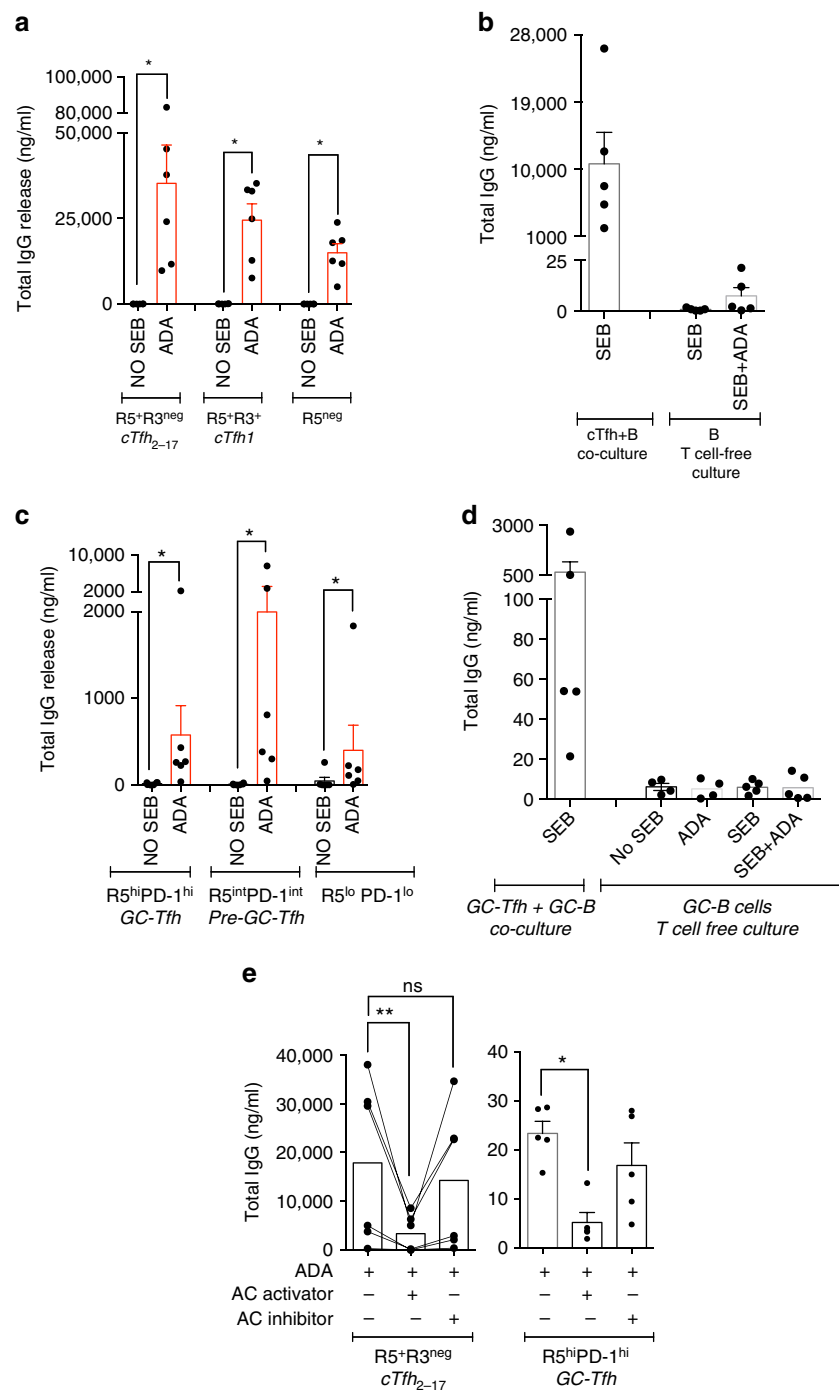 a
Total IgG release (ng/ml)
100,000
80,000
50,000
25,000
0
*
*
*
NO SEB
ADA
NO SEB
ADA
NO SEB
ADA
R5⁺R3ⁿᵉᵍ
cTfh₂₋₁₇
R5⁺R3⁺
cTfh1
R5ⁿᵉᵍ
b
Total IgG (ng/ml)
28,000
19,000
10,000
1000
25
0
SEB
SEB
SEB+ADA
cTfh+B
co-culture
B
T cell-free
culture
c
Total IgG release (ng/ml)
10,000
2000
2000
1000
0
*
*
*
NO SEB
ADA
NO SEB
ADA
NO SEB
ADA
R5ʰⁱPD-1ʰⁱ
GC-Tfh
R5ⁱⁿᵗPD-1ⁱⁿᵗ
Pre-GC-Tfh
R5ˡᵒ PD-1ˡᵒ
d
Total IgG (ng/ml)
3000
500
100
80
60
40
20
0
SEB
No SEB
ADA
SEB
SEB+ADA
GC-Tfh + GC-B
co-culture
GC-B cells
T cell free culture
e
Total IgG (ng/ml)
40,000
30,000
20,000
10,000
0
ns
**
ADA + + +
AC activator – + –
AC inhibitor – – +
R5⁺R3ⁿᵉᵍ
cTfh₂₋₁₇
Total IgG (ng/ml)
40
30
20
10
0
*
+ + +
– + –
– – +
R5ʰⁱPD-1ʰⁱ
GC-Tfh